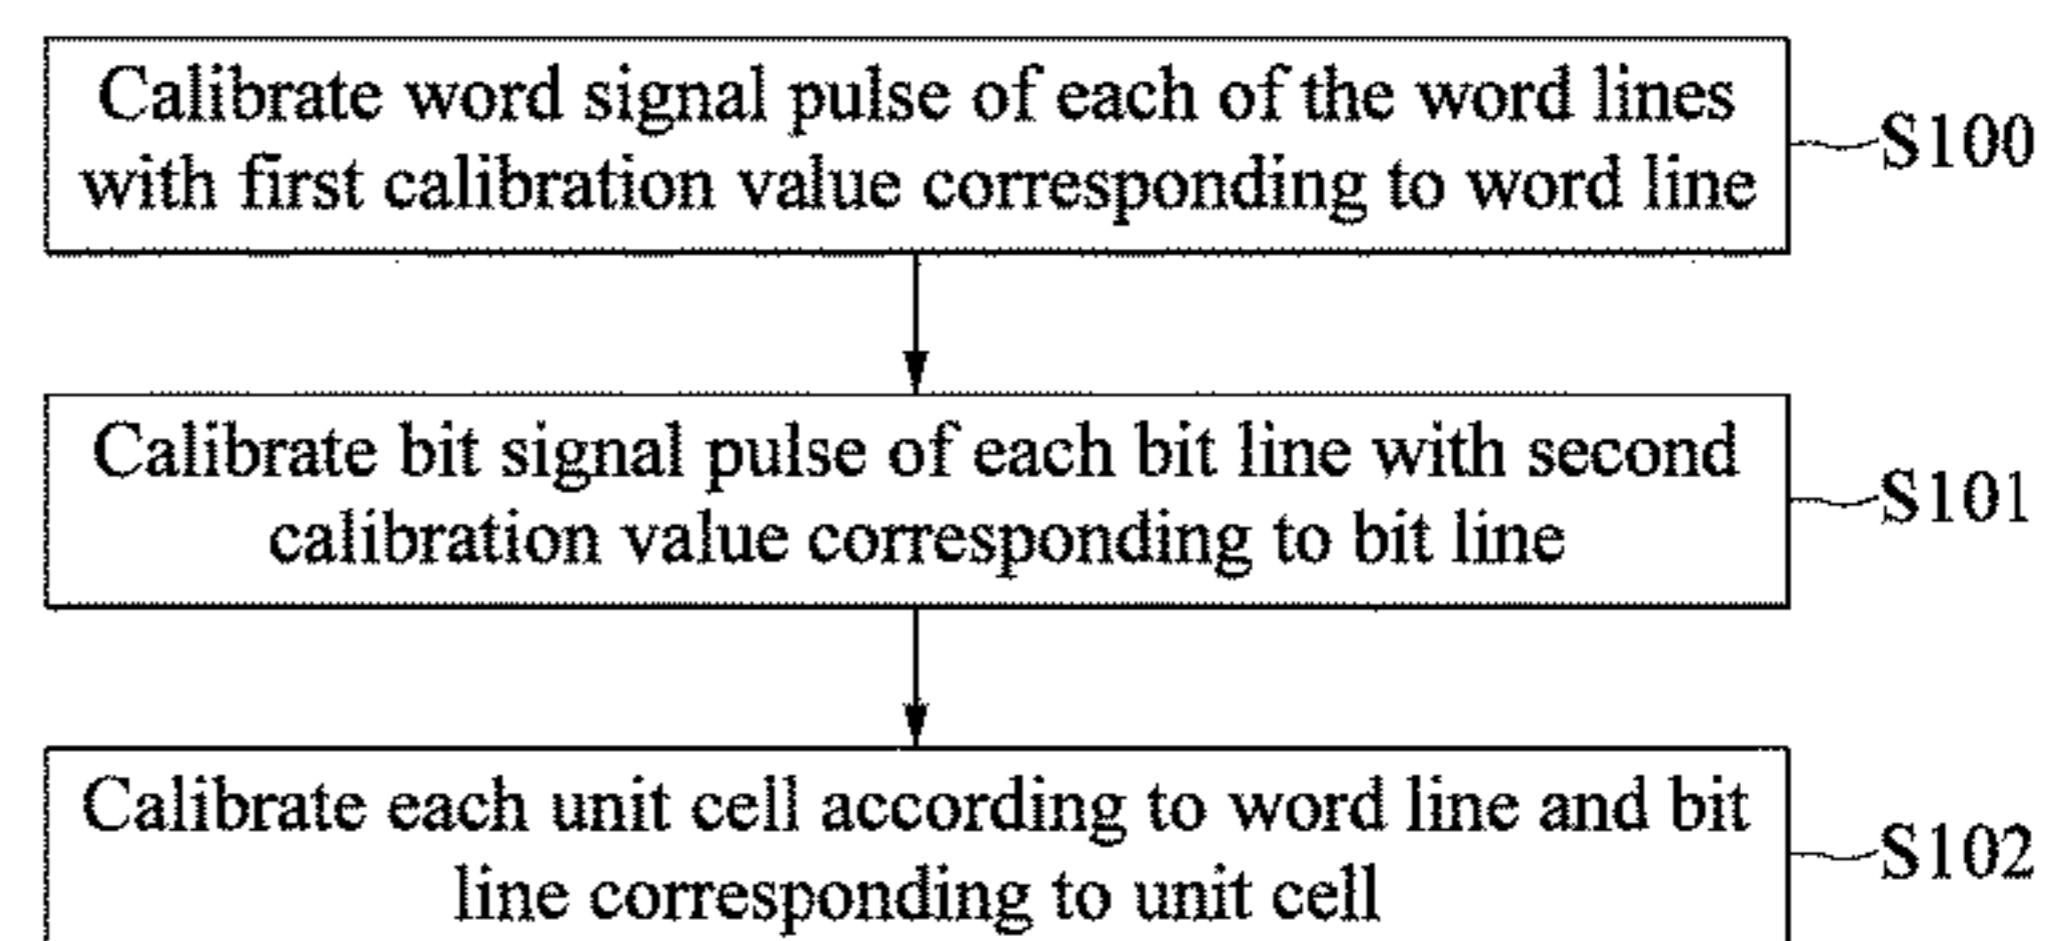 Calibrate word signal pulse of each of the word lines
with first calibration value corresponding to word line
S100
Calibrate bit signal pulse of each bit line with second
calibration value corresponding to bit line
S101
Calibrate each unit cell according to word line and bit
line corresponding to unit cell
S102